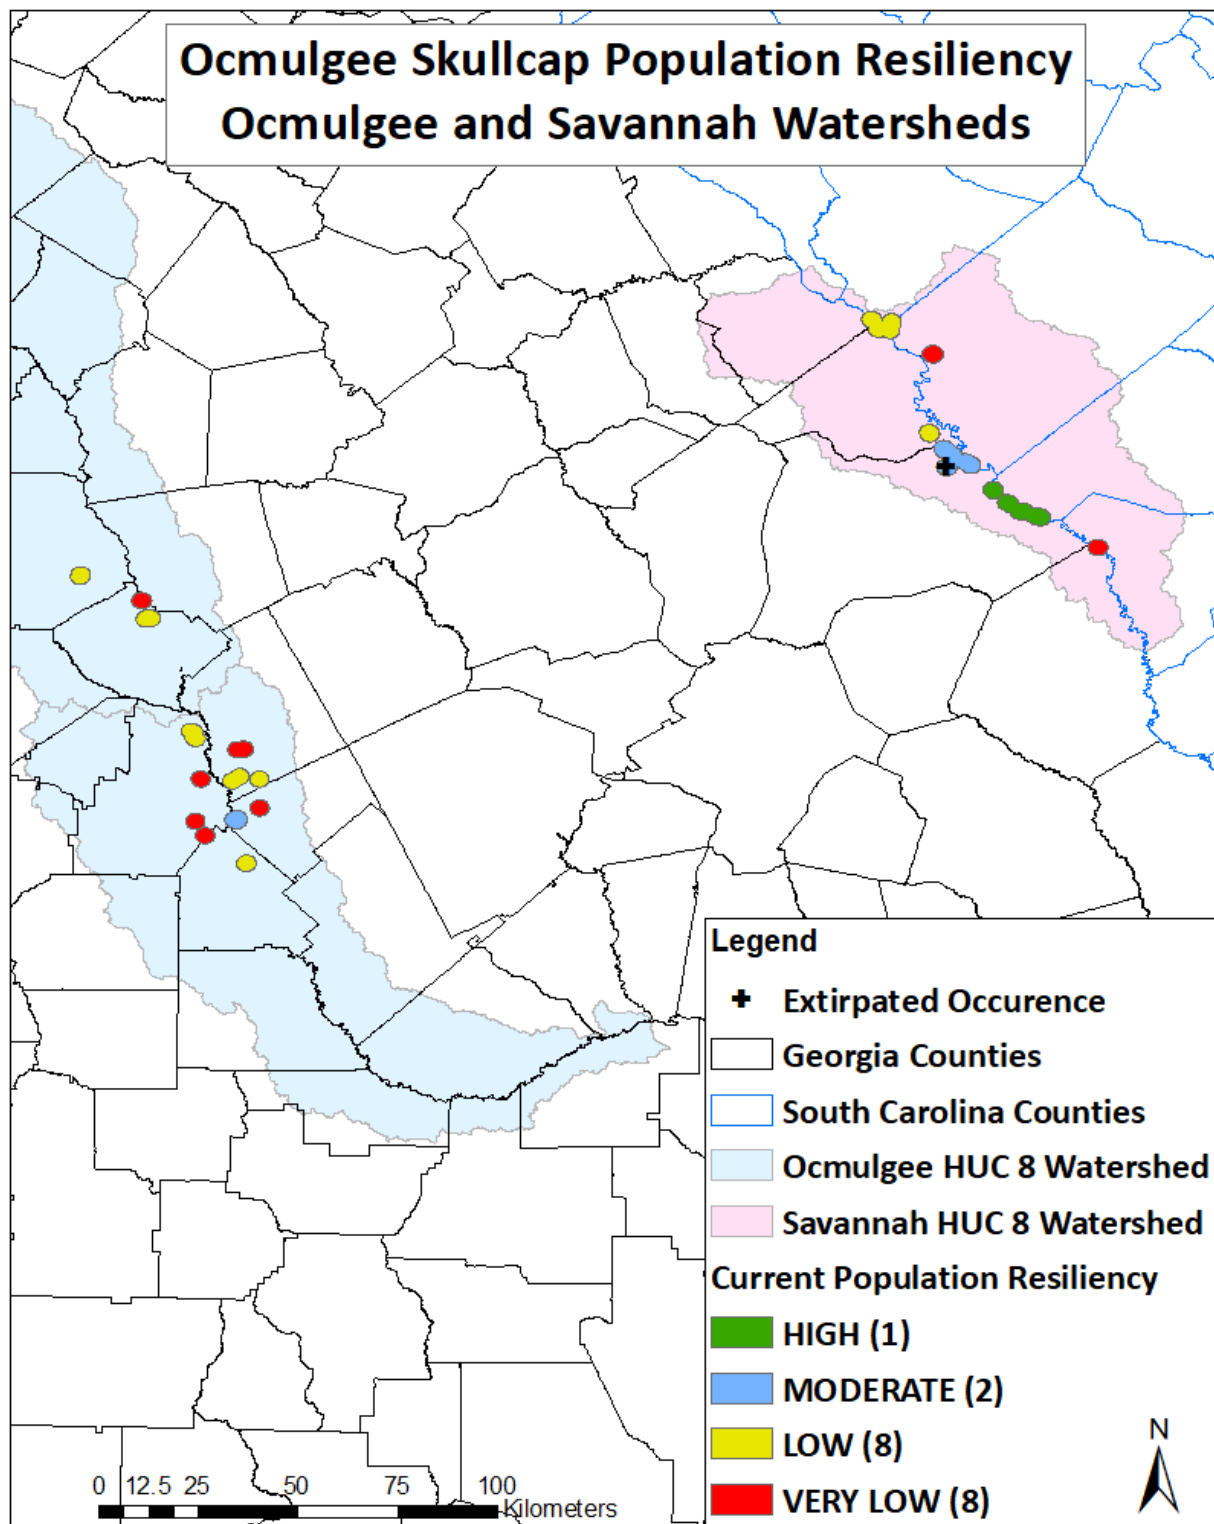 Ocmulgee Skullcap Population Resiliency
Ocmulgee and Savannah Watersheds
Legend
Extirpated Occurence
Georgia Counties
South Carolina Counties
Ocmulgee HUC 8 Watershed
Savannah HUC 8 Watershed
Current Population Resiliency
HIGH (1)
MODERATE (2)
LOW (8)
VERY LOW (8)
N
0 12.5 25 50 75 100
Kilometers